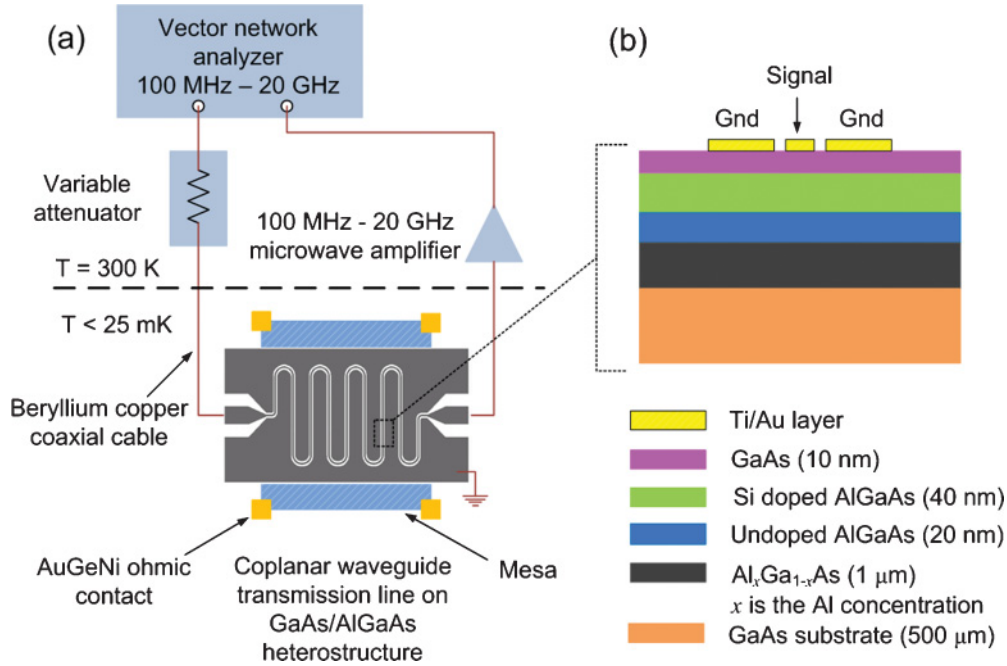 (a)
Vector network
analyzer
100 MHz – 20 GHz
Variable
attenuator
100 MHz - 20 GHz
microwave amplifier
T = 300 K
T < 25 mK
Beryllium copper
coaxial cable
AuGeNi ohmic
contact
Coplanar waveguide
transmission line on
GaAs/AlGaAs
heterostructure
Mesa
(b)
Signal
Gnd
Gnd
Ti/Au layer
GaAs (10 nm)
Si doped AlGaAs (40 nm)
Undoped AlGaAs (20 nm)
AlₓGa₁₋ₓAs (1 μm)
x is the Al concentration
GaAs substrate (500 μm)